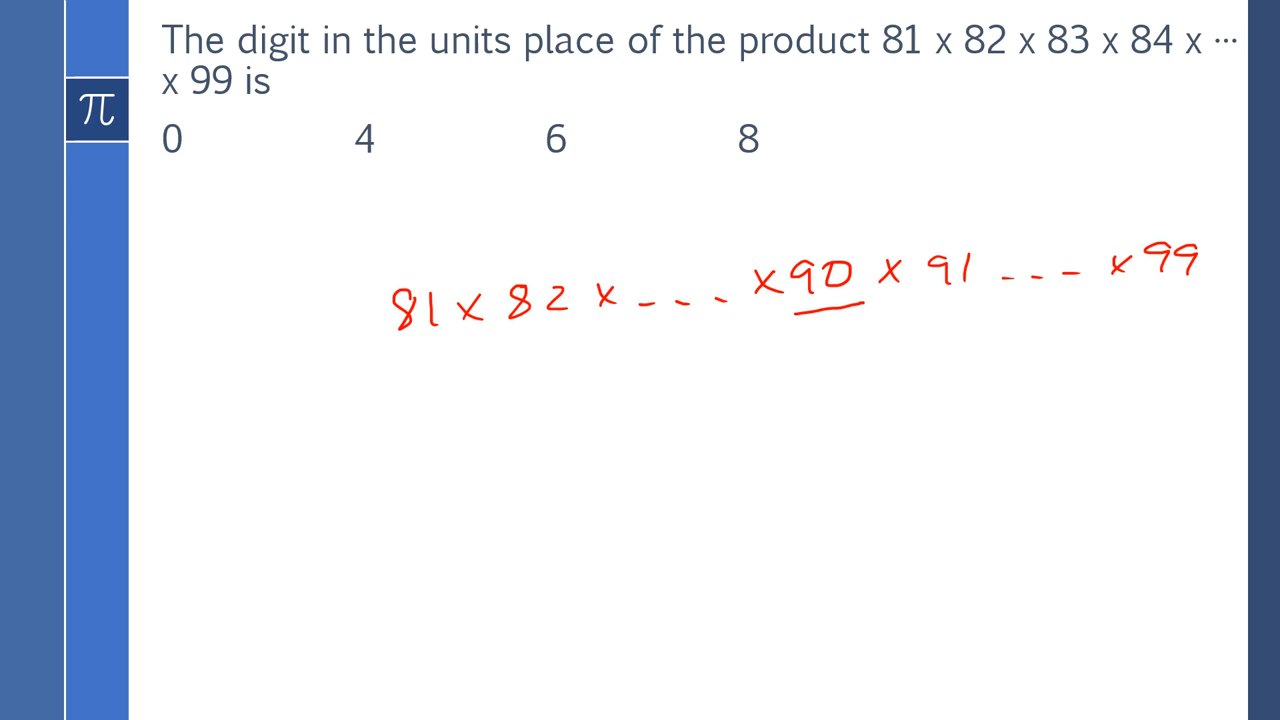 The digit in the units place of the product 81 x 82 x 83 x 84 x ···
x 99 is
π
0 4 6 8
81 x 82 x - - - x 90 x 91 - - - x 99